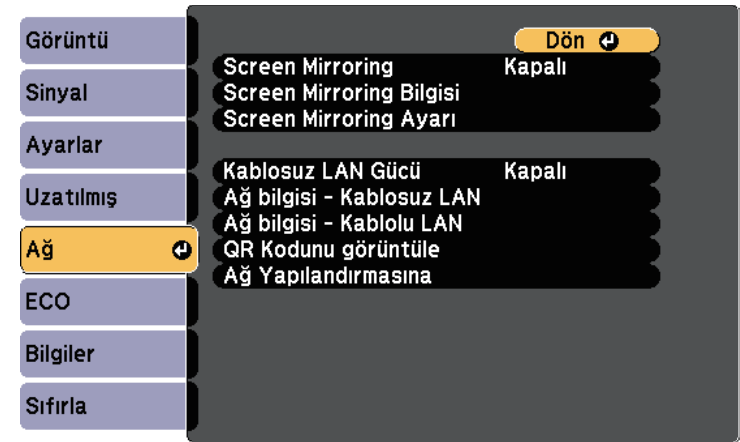 Görüntü
Sinyal
Ayarlar
Uzatılmış
Ağ
ECO
Bilgiler
Sıfırla
Dön
Screen Mirroring Kapalı
Screen Mirroring Bilgisi
Screen Mirroring Ayarı
Kablosuz LAN Gücü Kapalı
Ağ bilgisi - Kablosuz LAN
Ağ bilgisi - Kablolu LAN
QR Kodunu görüntüle
Ağ Yapılandırmasına